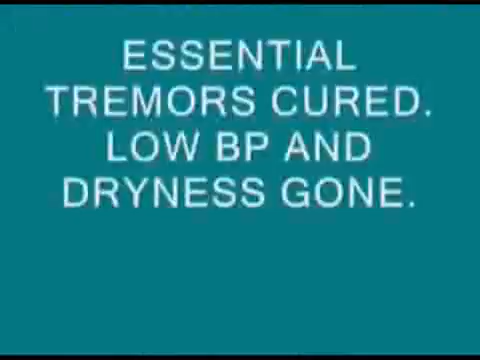 ESSENTIAL
TREMORS CURED.
LOW BP AND
DRYNESS GONE.